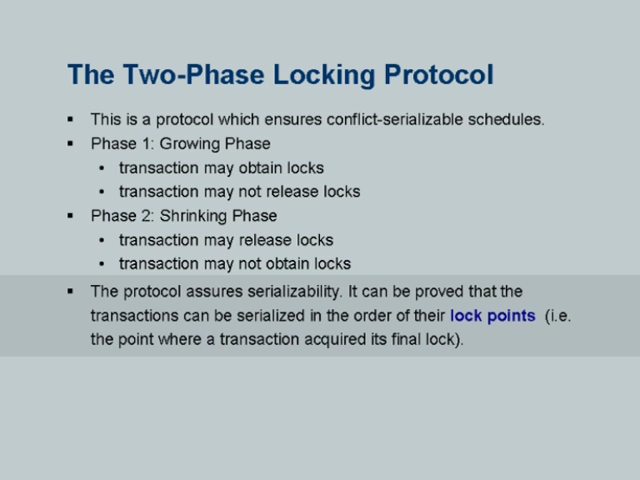 The Two-Phase Locking Protocol
▪ This is a protocol which ensures conflict-serializable schedules.
▪ Phase 1: Growing Phase
• transaction may obtain locks
• transaction may not release locks
▪ Phase 2: Shrinking Phase
• transaction may release locks
• transaction may not obtain locks
▪ The protocol assures serializability. It can be proved that the
transactions can be serialized in the order of their lock points (i.e.
the point where a transaction acquired its final lock).